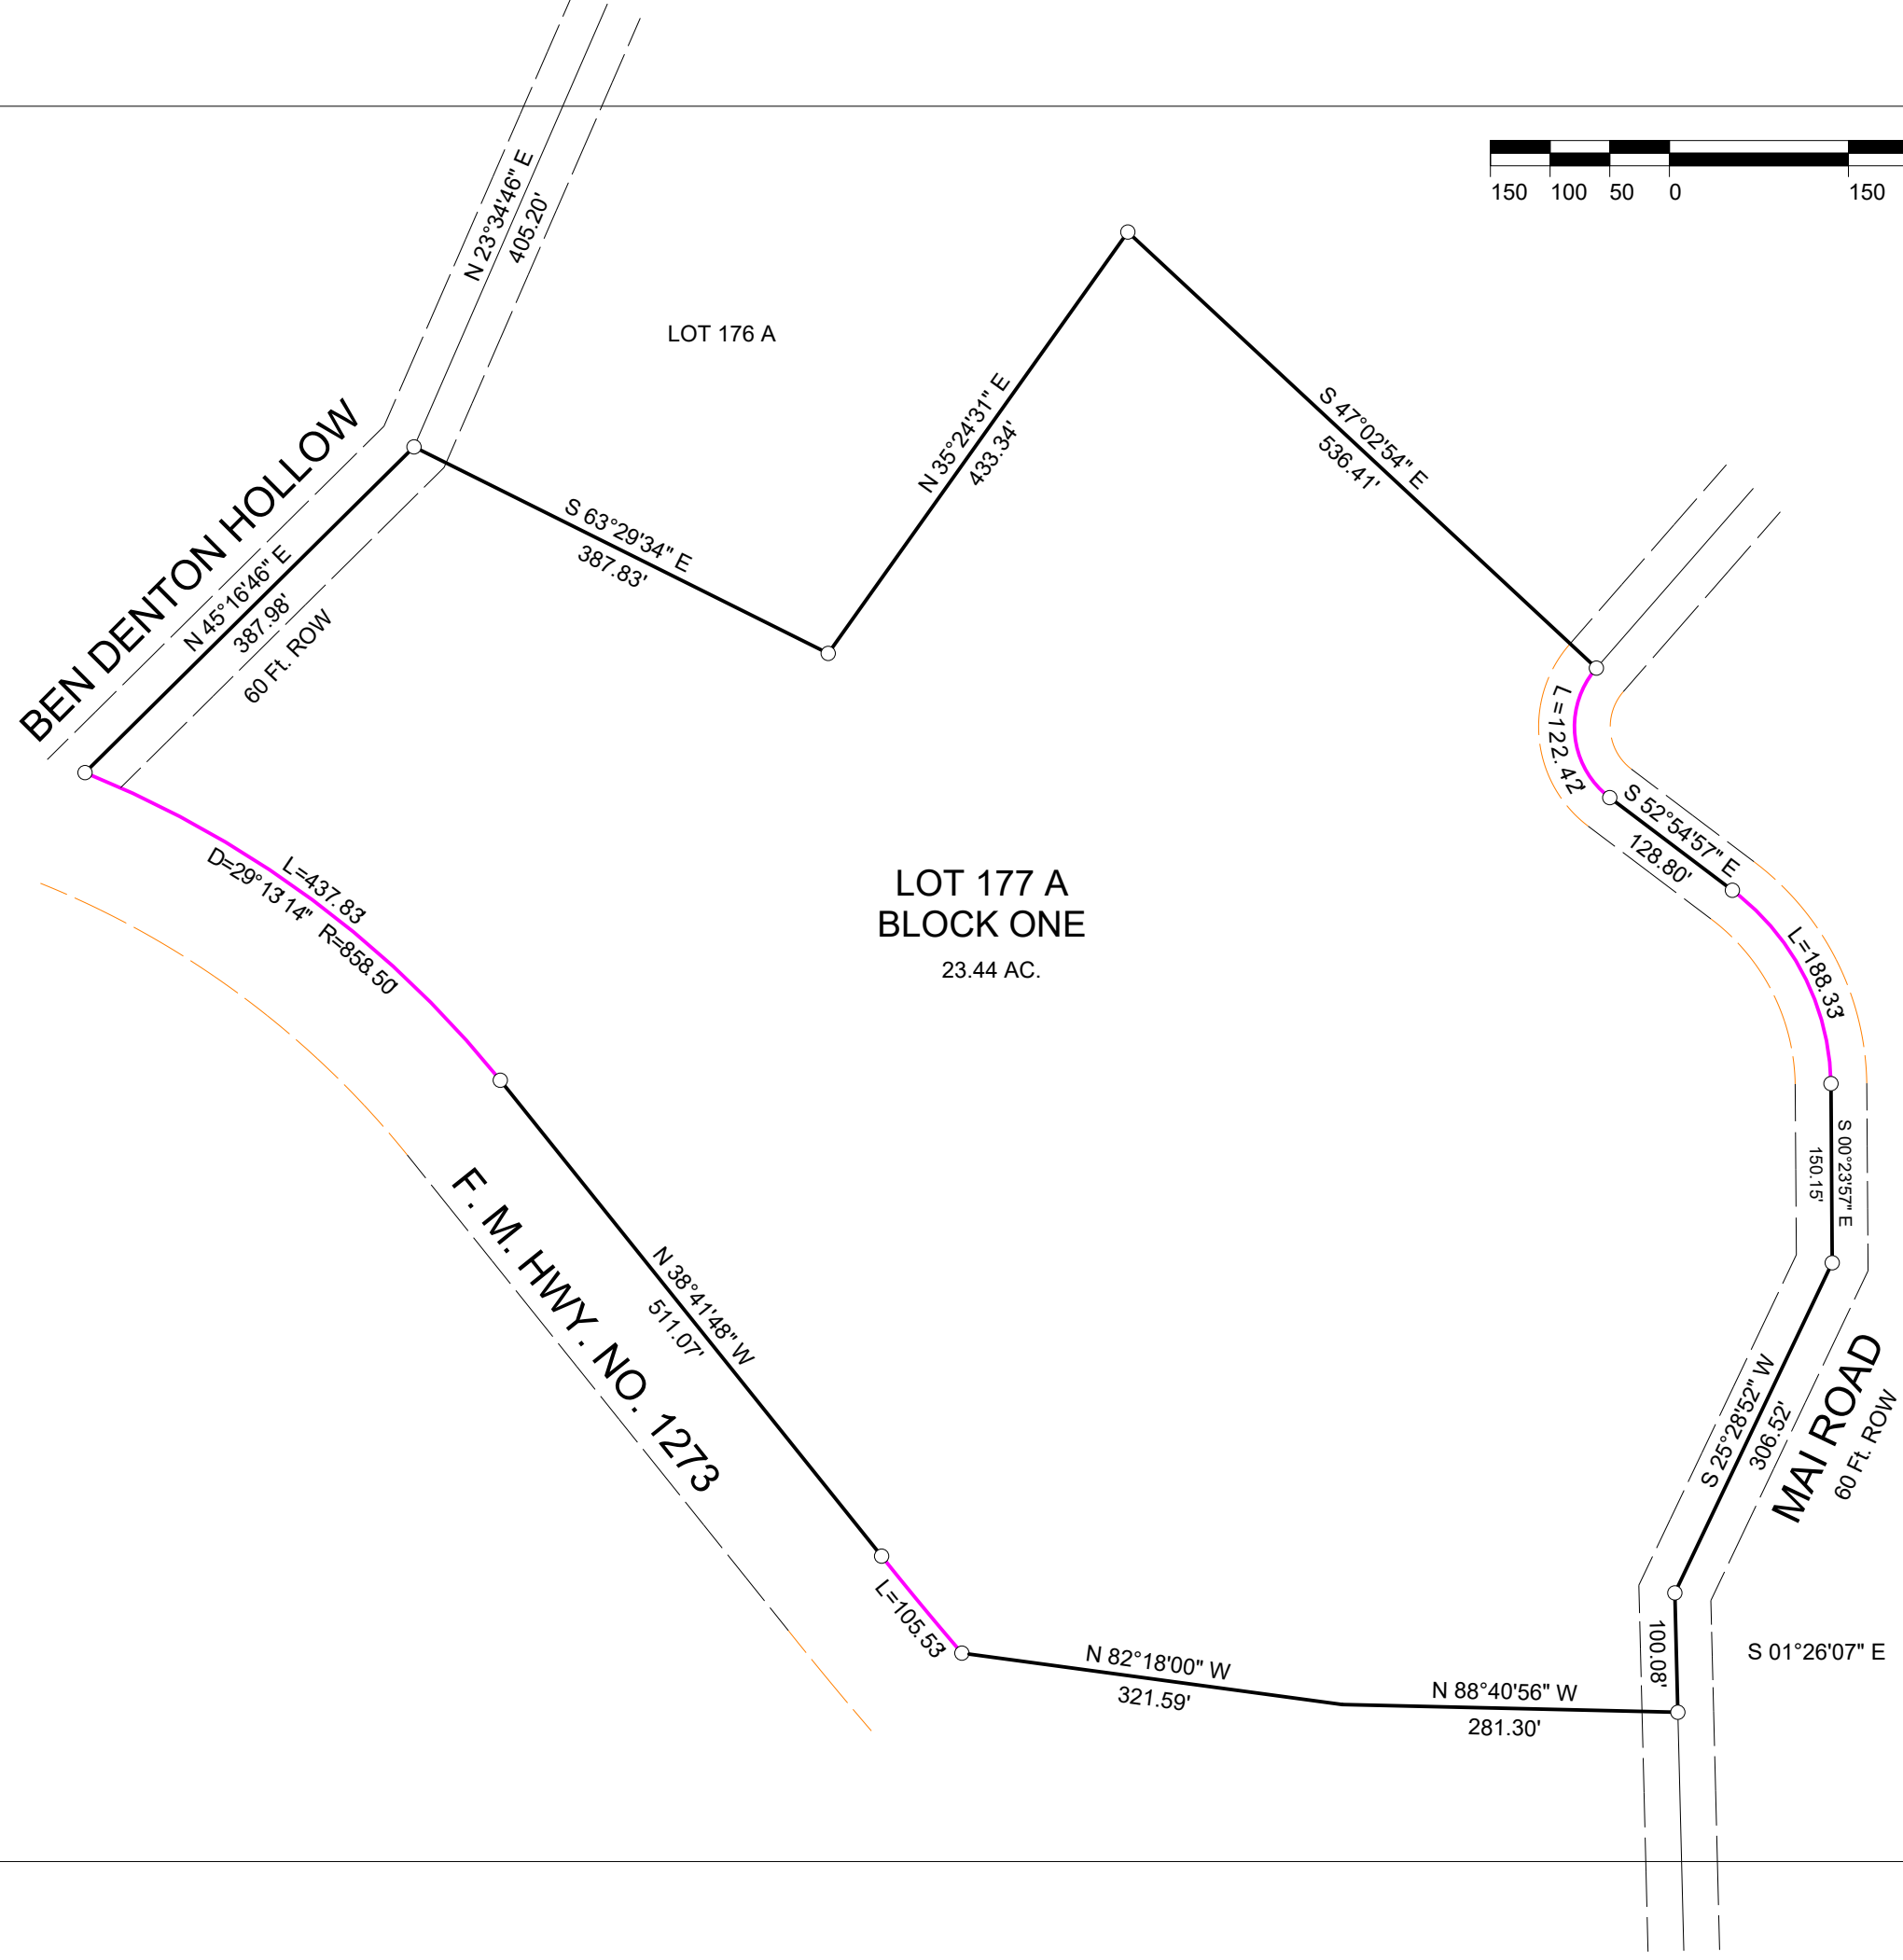 150 100 50 0 150
N 23°34'46" E
405.20'
LOT 176 A
N 35°24'31" E
433.34'
S 47°02'54" E
536.41'
BEN DENTON HOLLOW
N 45°16'46" E
387.98'
60 Ft. ROW
S 63°29'34" E
387.83'
L=122.42'
S 52°54'57" E
128.80'
L=437.83'
D=29°13'14" R=858.50'
LOT 177 A
BLOCK ONE
23.44 AC.
L=188.33'
S 00°23'57" E
150.15'
F. M. HWY. NO. 1273
N 38°41'48" W
511.07'
S 25°28'52" W
306.52'
MAI ROAD
60 Ft. ROW
L=105.53'
N 82°18'00" W
321.59'
N 88°40'56" W
281.30'
100.08'
S 01°26'07" E